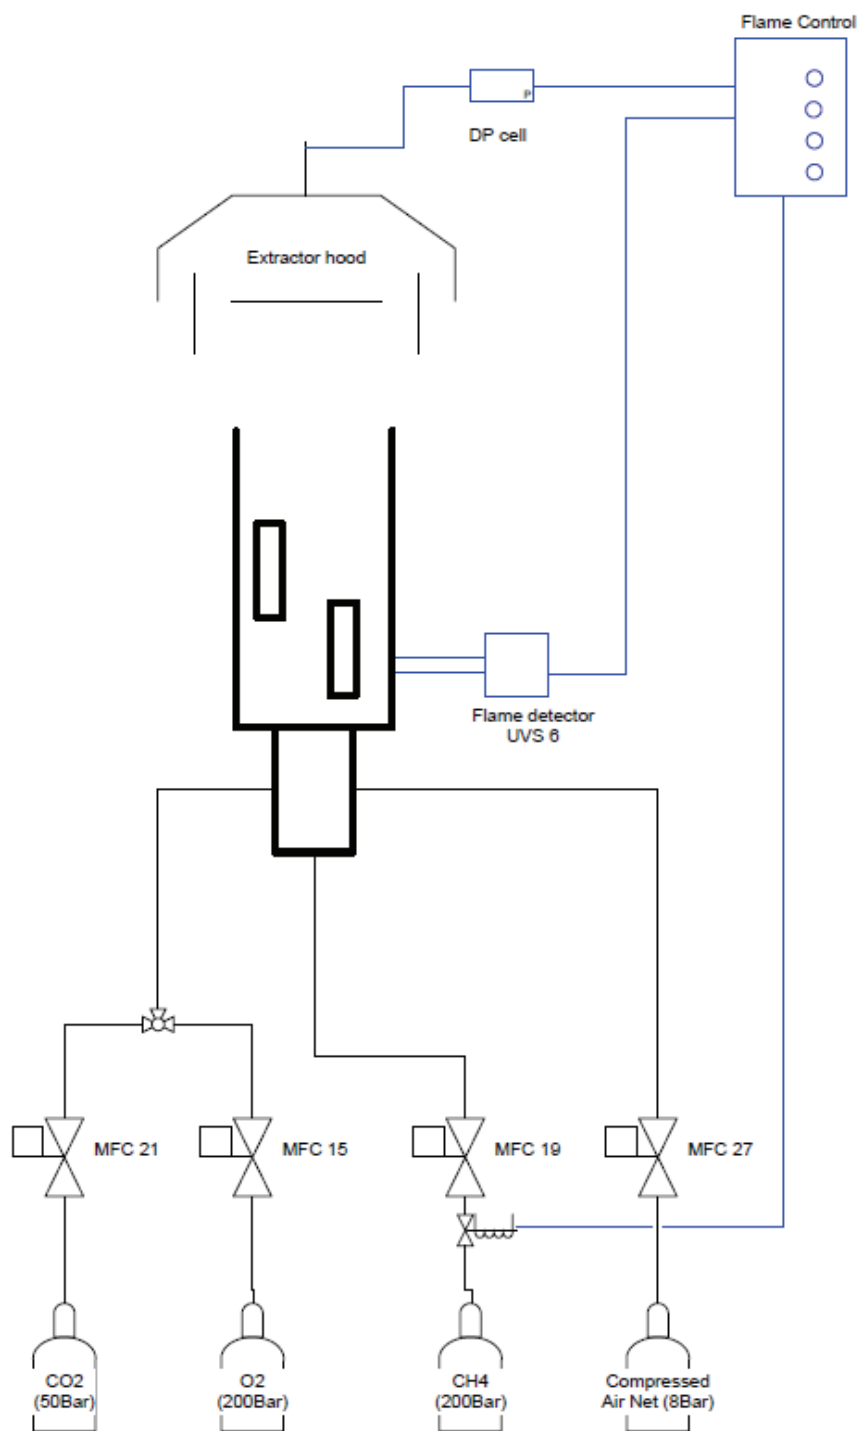 Flame Control
P
DP cell
Extractor hood
Flame detector
UVS 6
MFC 21
MFC 15
MFC 19
MFC 27
CO2
(50Bar)
O2
(200Bar)
CH4
(200Bar)
Compressed
Air Net (8Bar)